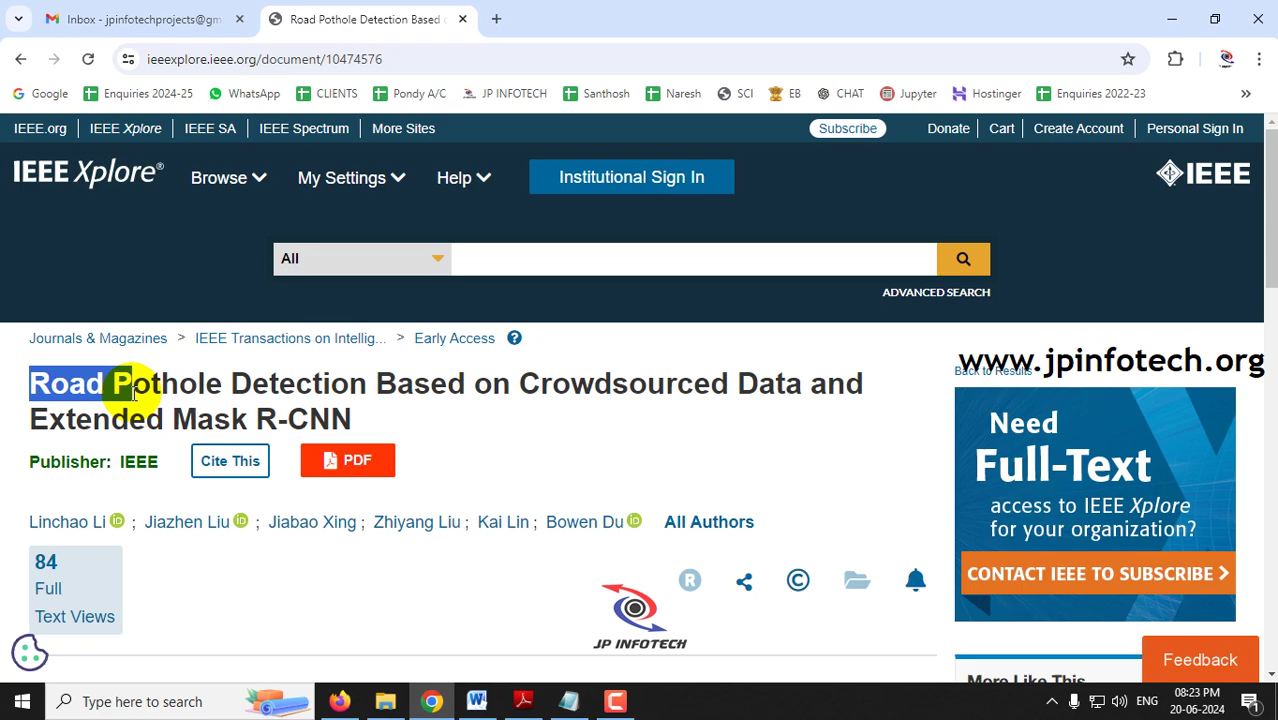 Inbox - jpinfotechprojects@gm
Road Pothole Detection Based
ieeexplore.ieee.org/document/10474576
Google
Enquiries 2024-25
WhatsApp
CLIENTS
Pondy A/C
JP INFOTECH
Santhosh
Naresh
SCI
EB
CHAT
Jupyter
Hostinger
Enquiries 2022-23
IEEE.org
IEEE Xplore
IEEE SA
IEEE Spectrum
More Sites
Subscribe
Donate
Cart
Create Account
Personal Sign In
IEEE Xplore®
Browse
My Settings
Help
Institutional Sign In
IEEE
All
ADVANCED SEARCH
Journals & Magazines > IEEE Transactions on Intellig... > Early Access
Road Pothole Detection Based on Crowdsourced Data and
Extended Mask R-CNN
www.jpinfotech.org
Back to Results
Publisher: IEEE
Cite This
PDF
Linchao Li ; Jiazhen Liu ; Jiabao Xing ; Zhiyang Liu ; Kai Lin ; Bowen Du All Authors
84
Full
Text Views
R
JP INFOTECH
Need
Full-Text
access to IEEE Xplore
for your organization?
CONTACT IEEE TO SUBSCRIBE >
More Like This
Feedback
Type here to search
ENG
08:23 PM
20-06-2024
1